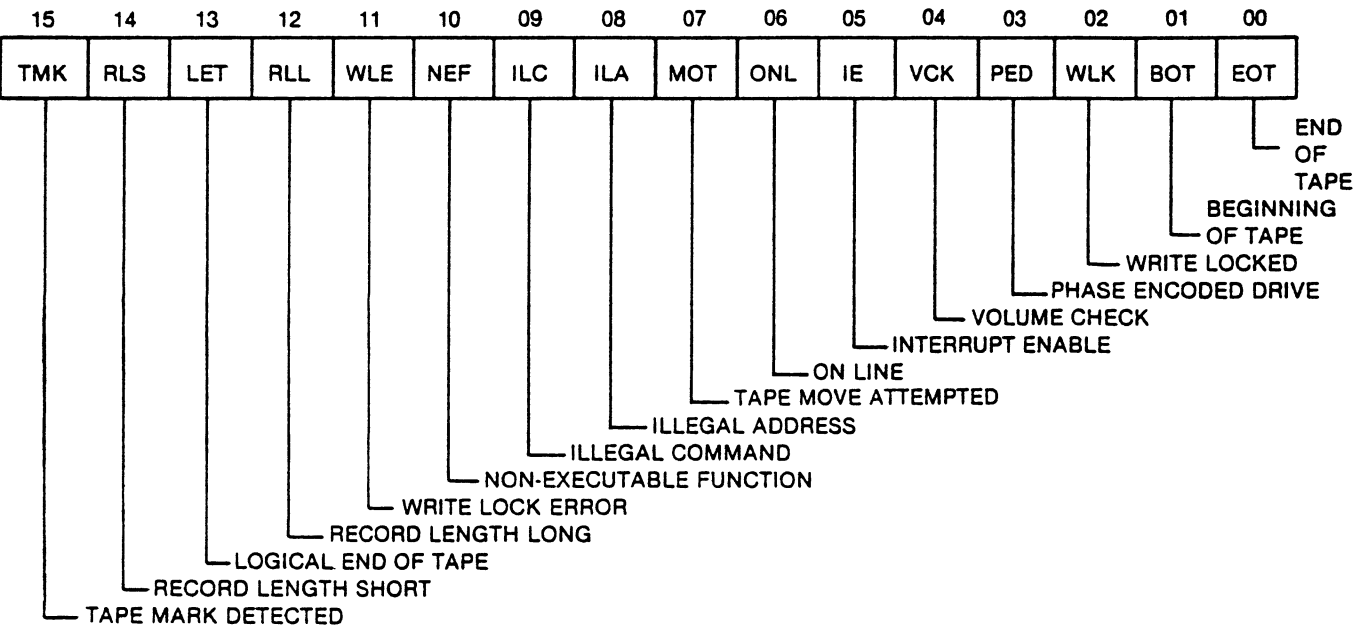 15 14 13 12 11 10 09 08 07 06 05 04 03 02 01 00
TMK RLS LET RLL WLE NEF ILC ILA MOT ONL IE VCK PED WLK BOT EOT
END
OF
TAPE
BEGINNING
OF TAPE
WRITE LOCKED
PHASE ENCODED DRIVE
VOLUME CHECK
INTERRUPT ENABLE
ON LINE
TAPE MOVE ATTEMPTED
ILLEGAL ADDRESS
ILLEGAL COMMAND
NON-EXECUTABLE FUNCTION
WRITE LOCK ERROR
RECORD LENGTH LONG
LOGICAL END OF TAPE
RECORD LENGTH SHORT
TAPE MARK DETECTED